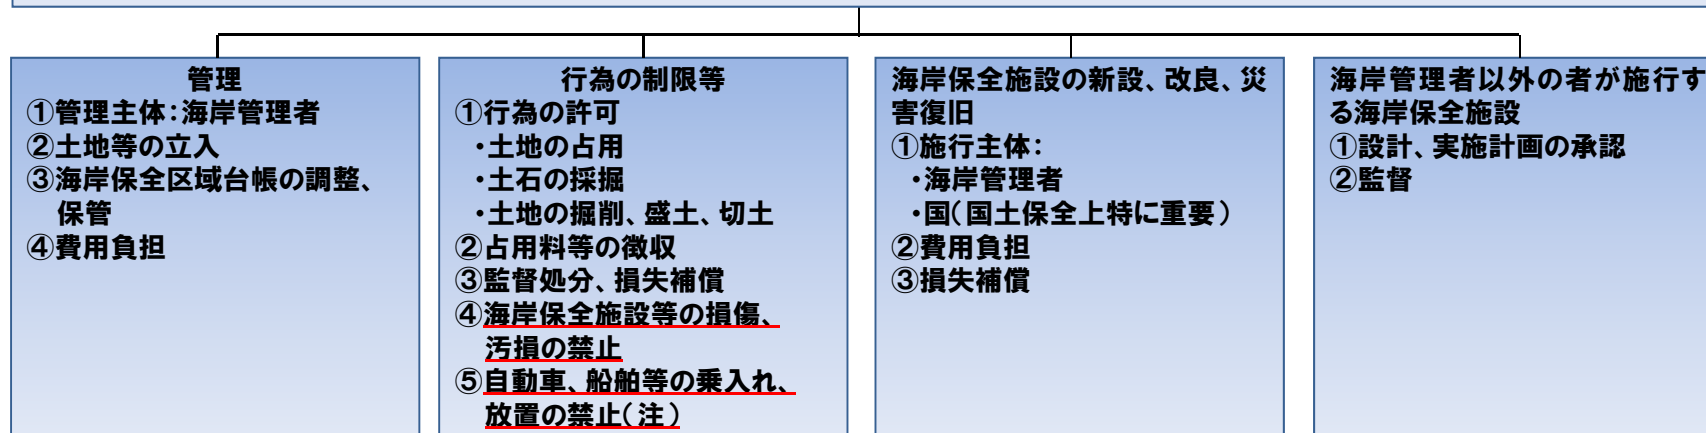 管理
①管理主体:海岸管理者
②土地等の立入
③海岸保全区域台帳の調整、
保管
④費用負担
行為の制限等
①行為の許可
・土地の占用
・土石の採掘
・土地の掘削、盛土、切土
②占用料等の徴収
③監督処分、損失補償
④海岸保全施設等の損傷、
汚損の禁止
⑤自動車、船舶等の乗入れ、
放置の禁止(注)
海岸保全施設の新設、改良、災
害復旧
①施行主体:
・海岸管理者
・国(国土保全上特に重要)
②費用負担
③損失補償
海岸管理者以外の者が施行す
る海岸保全施設
①設計、実施計画の承認
②監督